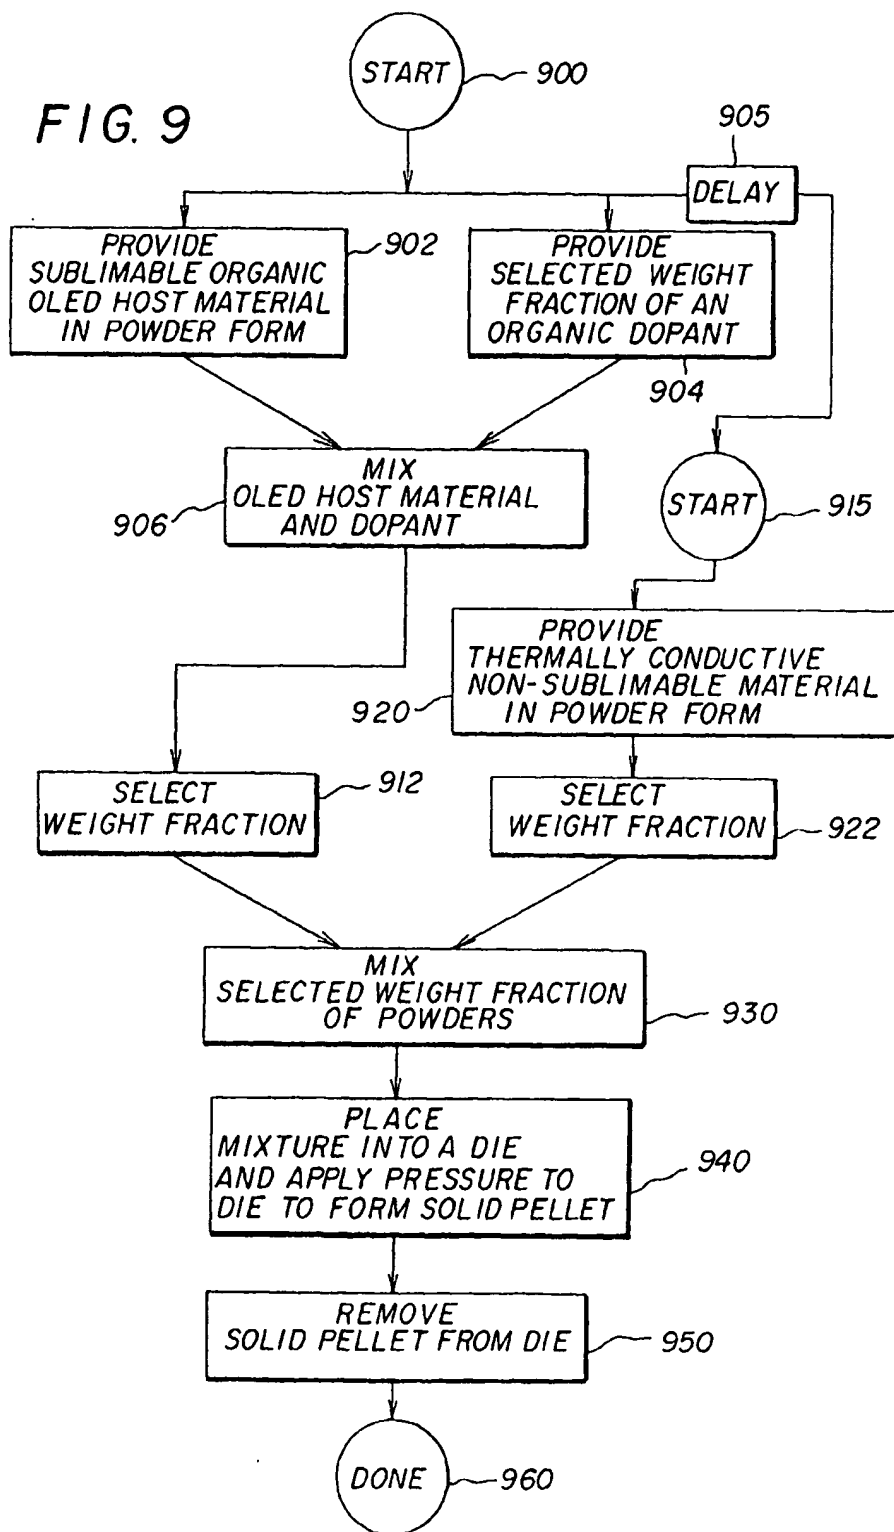 START
900
FIG. 9
905
DELAY
PROVIDE
SUBLIMABLE ORGANIC
OLED HOST MATERIAL
IN POWDER FORM
902
PROVIDE
SELECTED WEIGHT
FRACTION OF AN
ORGANIC DOPANT
904
MIX
OLED HOST MATERIAL
AND DOPANT
906
START
915
PROVIDE
THERMALLY CONDUCTIVE
NON-SUBLIMABLE MATERIAL
IN POWDER FORM
920
SELECT
WEIGHT FRACTION
912
SELECT
WEIGHT FRACTION
922
MIX
SELECTED WEIGHT FRACTION
OF POWDERS
930
PLACE
MIXTURE INTO A DIE
AND APPLY PRESSURE TO
DIE TO FORM SOLID PELLET
940
REMOVE
SOLID PELLET FROM DIE
950
DONE
960